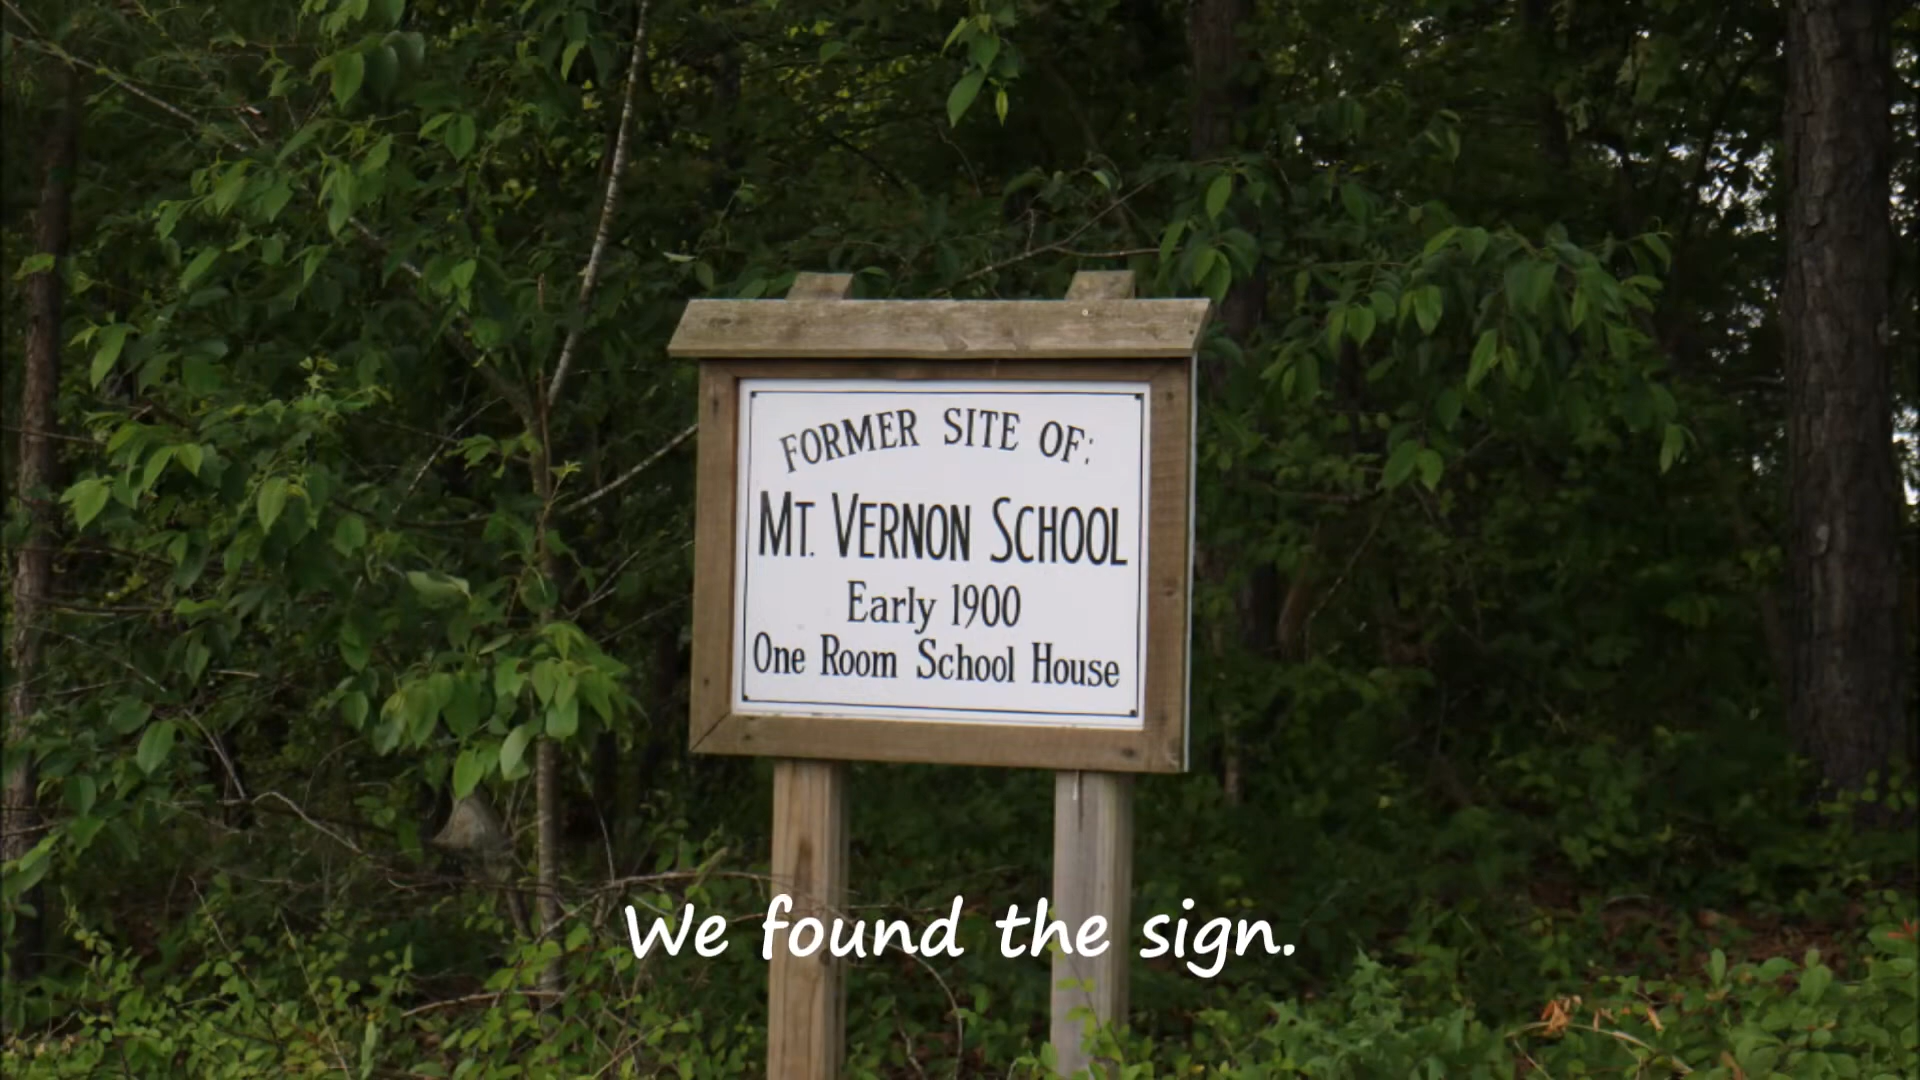 FORMER SITE OF:
MT. VERNON SCHOOL
Early 1900
One Room School House
We found the sign.